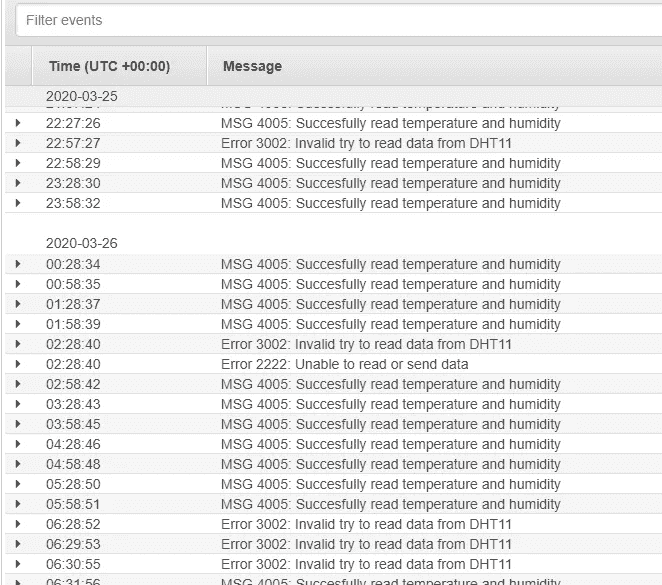 Filter events
Time (UTC +00:00) Message
2020-03-25
22:27:26 MSG 4005: Succesfully read temperature and humidity
22:57:27 Error 3002: Invalid try to read data from DHT11
22:58:29 MSG 4005: Succesfully read temperature and humidity
23:28:30 MSG 4005: Succesfully read temperature and humidity
23:58:32 MSG 4005: Succesfully read temperature and humidity
2020-03-26
00:28:34 MSG 4005: Succesfully read temperature and humidity
00:58:35 MSG 4005: Succesfully read temperature and humidity
01:28:37 MSG 4005: Succesfully read temperature and humidity
01:58:39 MSG 4005: Succesfully read temperature and humidity
02:28:40 Error 3002: Invalid try to read data from DHT11
02:28:40 Error 2222: Unable to read or send data
02:58:42 MSG 4005: Succesfully read temperature and humidity
03:28:43 MSG 4005: Succesfully read temperature and humidity
03:58:45 MSG 4005: Succesfully read temperature and humidity
04:28:46 MSG 4005: Succesfully read temperature and humidity
04:58:48 MSG 4005: Succesfully read temperature and humidity
05:28:50 MSG 4005: Succesfully read temperature and humidity
05:58:51 MSG 4005: Succesfully read temperature and humidity
06:28:52 Error 3002: Invalid try to read data from DHT11
06:29:53 Error 3002: Invalid try to read data from DHT11
06:30:55 Error 3002: Invalid try to read data from DHT11
06:31:56 MSG 4005: Succesfully read temperature and humidity